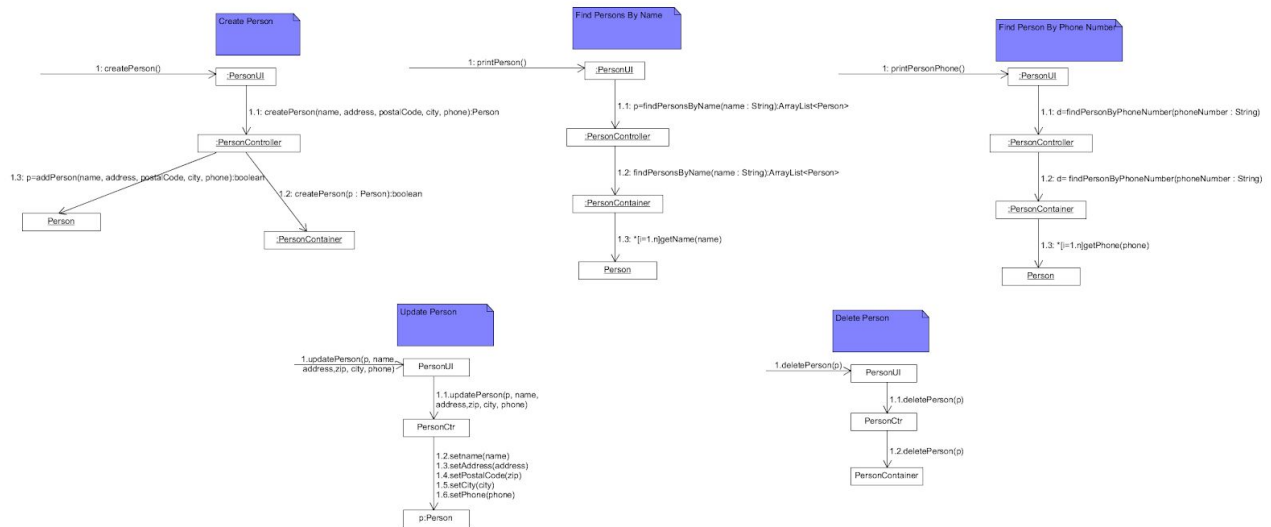 Create Person
1: createPerson()
:PersonUI
1.1: createPerson(name, address, postalCode, city, phone):Person
:PersonController
1.3: p=addPerson(name, address, postalCode, city, phone):boolean
1.2: createPerson(p : Person):boolean
Person
:PersonContainer
Find Persons By Name
1: printPerson()
:PersonUI
1.1: p=findPersonsByName(name : String):ArrayList<Person>
:PersonController
1.2: findPersonsByName(name : String):ArrayList<Person>
:PersonContainer
1.3: *[i=1.n]getName(name)
Person
Find Person By Phone Number
1: printPersonPhone()
:PersonUI
1.1: d=findPersonByPhoneNumber(phoneNumber : String)
:PersonController
1.2: d= findPersonByPhoneNumber(phoneNumber : String)
:PersonContainer
1.3: *[i=1.n]getPhone(phone)
Person
Update Person
1.updatePerson(p, name,
address,zip, city, phone)
PersonUI
1.1.updatePerson(p, name,
address,zip, city, phone)
PersonCtr
1.2.setname(name)
1.3.setAddress(address)
1.4.setPostalCode(zip)
1.5.setCity(city)
1.6.setPhone(phone)
p:Person
Delete Person
1.deletePerson(p)
PersonUI
1.1.deletePerson(p)
PersonCtr
1.2.deletePerson(p)
PersonContainer